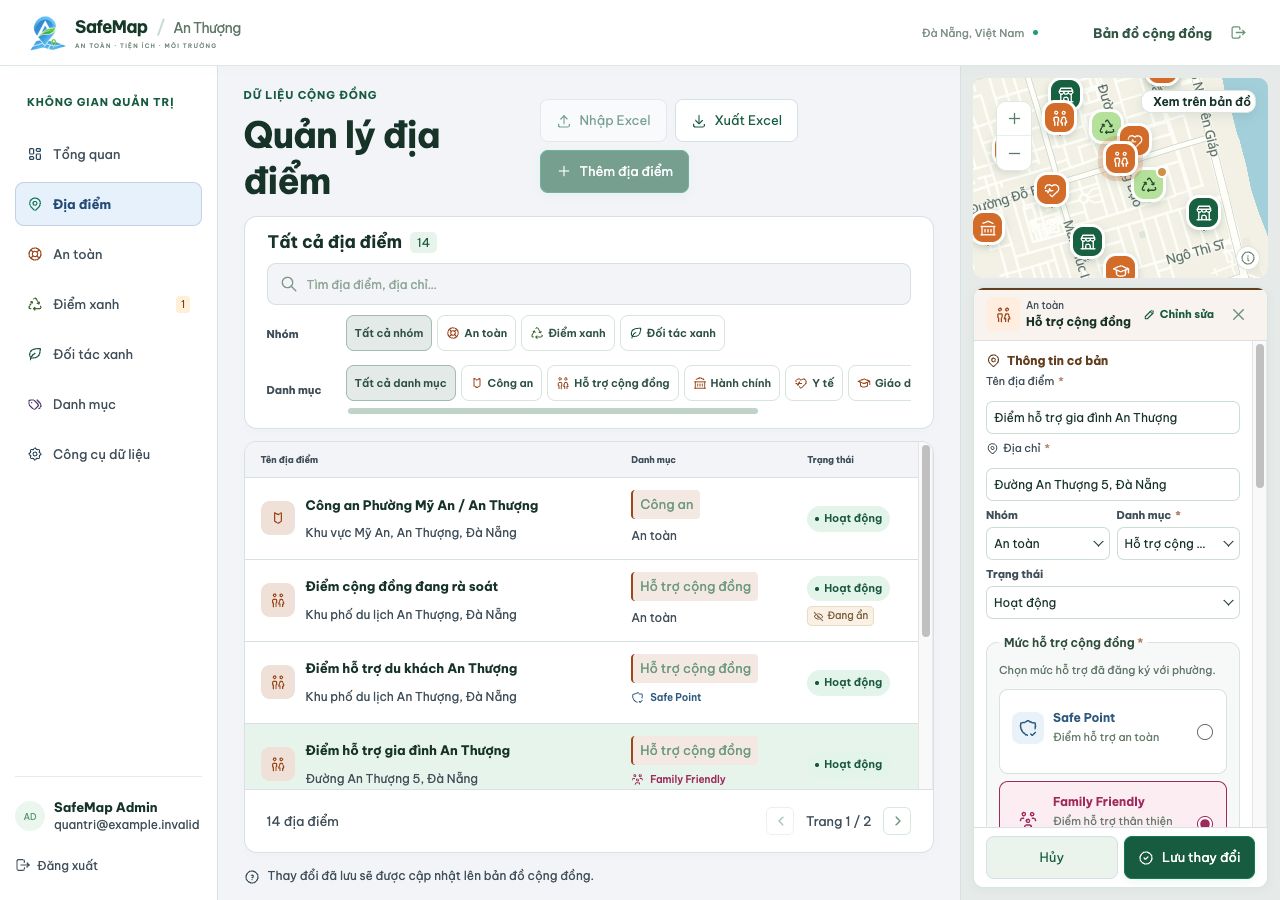 SafeMap / An Thượng
AN TOÀN · TIỆN ÍCH · MÔI TRƯỜNG
Đà Nẵng, Việt Nam
Bản đồ cộng đồng
KHÔNG GIAN QUẢN TRỊ
Tổng quan
Địa điểm
An toàn
Điểm xanh
1
Đối tác xanh
Danh mục
Công cụ dữ liệu
AD
SafeMap Admin
quantri@example.invalid
Đăng xuất
DỮ LIỆU CỘNG ĐỒNG
Quản lý địa
điểm
Nhập Excel
Xuất Excel
Thêm địa điểm
Tất cả địa điểm 14
Tìm địa điểm, địa chỉ...
Nhóm
Tất cả nhóm
An toàn
Điểm xanh
Đối tác xanh
Danh mục
Tất cả danh mục
Công an
Hỗ trợ cộng đồng
Hành chính
Y tế
Giáo d
Tên địa điểm
Danh mục
Trạng thái
Công an Phường Mỹ An / An Thượng
Khu vực Mỹ An, An Thượng, Đà Nẵng
Công an
An toàn
Hoạt động
Điểm cộng đồng đang rà soát
Khu phố du lịch An Thượng, Đà Nẵng
Hỗ trợ cộng đồng
An toàn
Hoạt động
Đang ẩn
Điểm hỗ trợ du khách An Thượng
Khu phố du lịch An Thượng, Đà Nẵng
Hỗ trợ cộng đồng
Safe Point
Hoạt động
Điểm hỗ trợ gia đình An Thượng
Đường An Thượng 5, Đà Nẵng
Hỗ trợ cộng đồng
Family Friendly
Hoạt động
14 địa điểm
Trang 1 / 2
Thay đổi đã lưu sẽ được cập nhật lên bản đồ cộng đồng.
Xem trên bản đồ
Ngô Thì Sĩ
An toàn
Hỗ trợ cộng đồng
Chỉnh sửa
Thông tin cơ bản
Tên địa điểm *
Điểm hỗ trợ gia đình An Thượng
Địa chỉ *
Đường An Thượng 5, Đà Nẵng
Nhóm
Danh mục *
An toàn
Hỗ trợ cộng ...
Trạng thái
Hoạt động
Mức hỗ trợ cộng đồng *
Chọn mức hỗ trợ đã đăng ký với phường.
Safe Point
Điểm hỗ trợ an toàn
Family Friendly
Điểm hỗ trợ thân thiện
Hủy
Lưu thay đổi